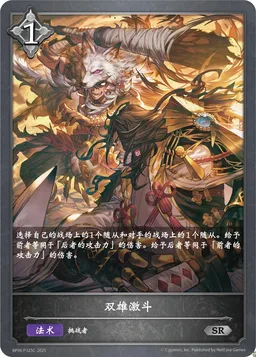 1
选择自己的战场上的1个随从和对手的战场上的1个随从。给予
前者等同于「后者的攻击力」的伤害。给予后者等同于「前者的
攻击力」的伤害。
双雄激斗
法术 挑战者
SR